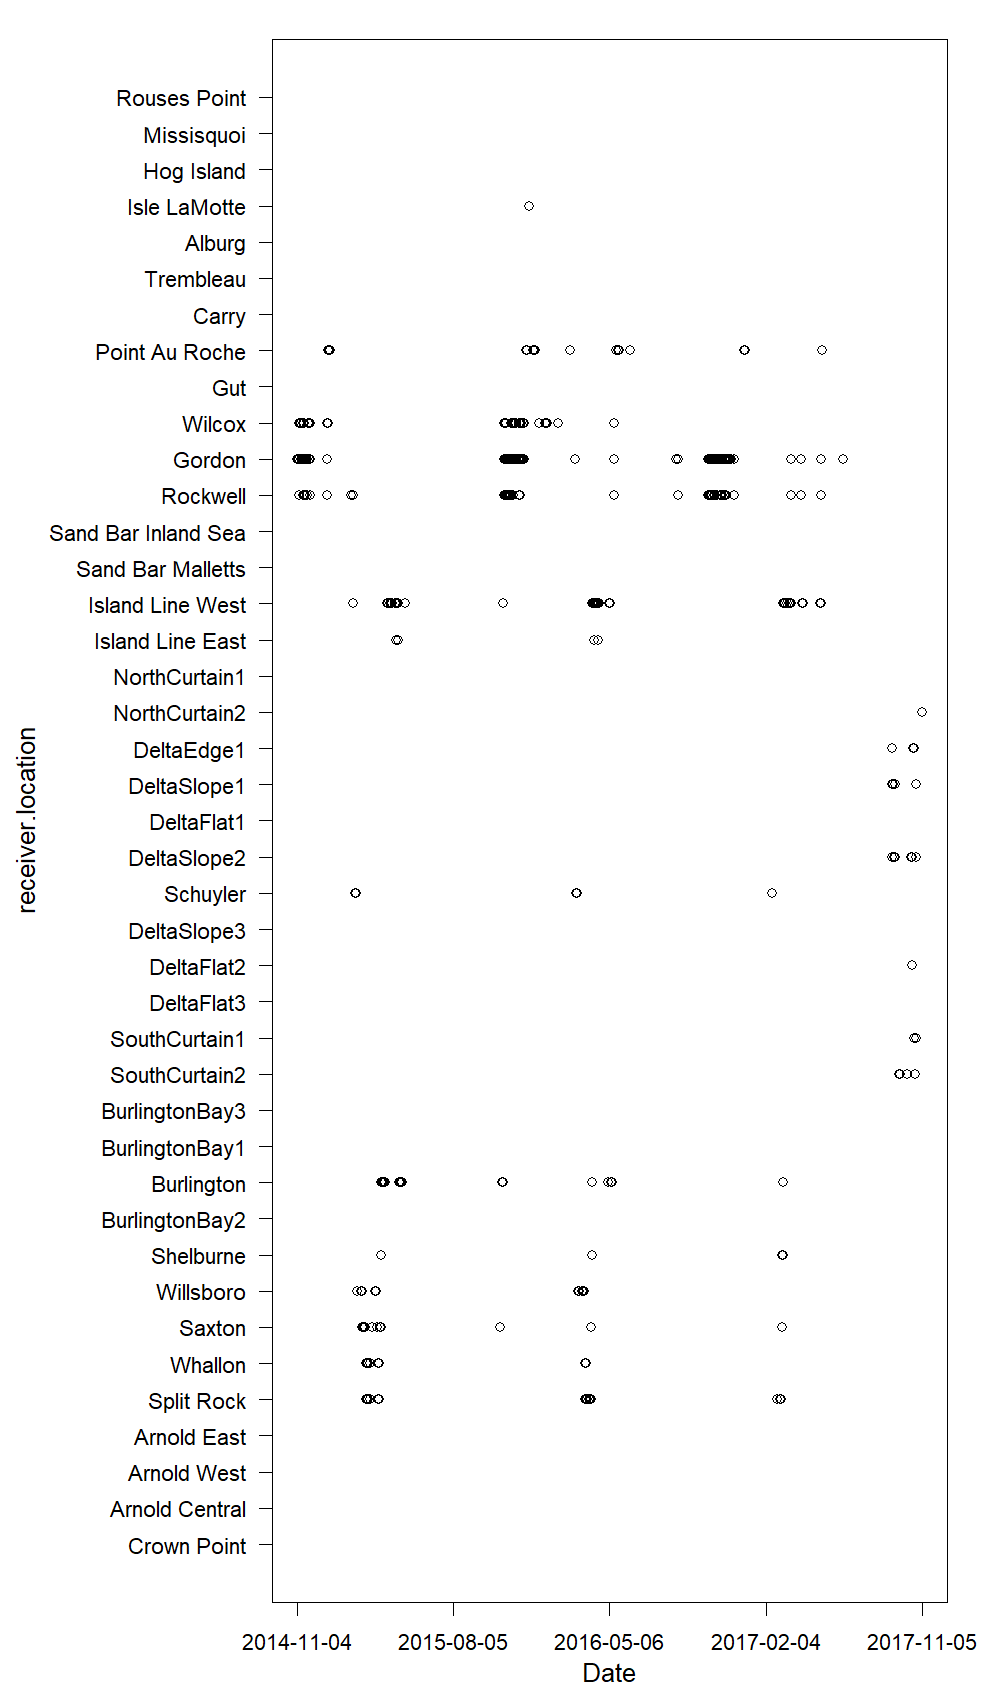 Rouses Point
Missisquoi
Hog Island
Isle LaMotte
Alburg
Trembleau
Carry
Point Au Roche
Gut
Wilcox
Gordon
Rockwell
Sand Bar Inland Sea
Sand Bar Malletts
Island Line West
Island Line East
NorthCurtain1
NorthCurtain2
DeltaEdge1
DeltaSlope1
DeltaFlat1
DeltaSlope2
Schuyler
DeltaSlope3
DeltaFlat2
DeltaFlat3
SouthCurtain1
SouthCurtain2
BurlingtonBay3
BurlingtonBay1
Burlington
BurlingtonBay2
Shelburne
Willsboro
Saxton
Whallon
Split Rock
Arnold East
Arnold West
Arnold Central
Crown Point
receiver.location
2014-11-04 2015-08-05 2016-05-06 2017-02-04 2017-11-05
Date